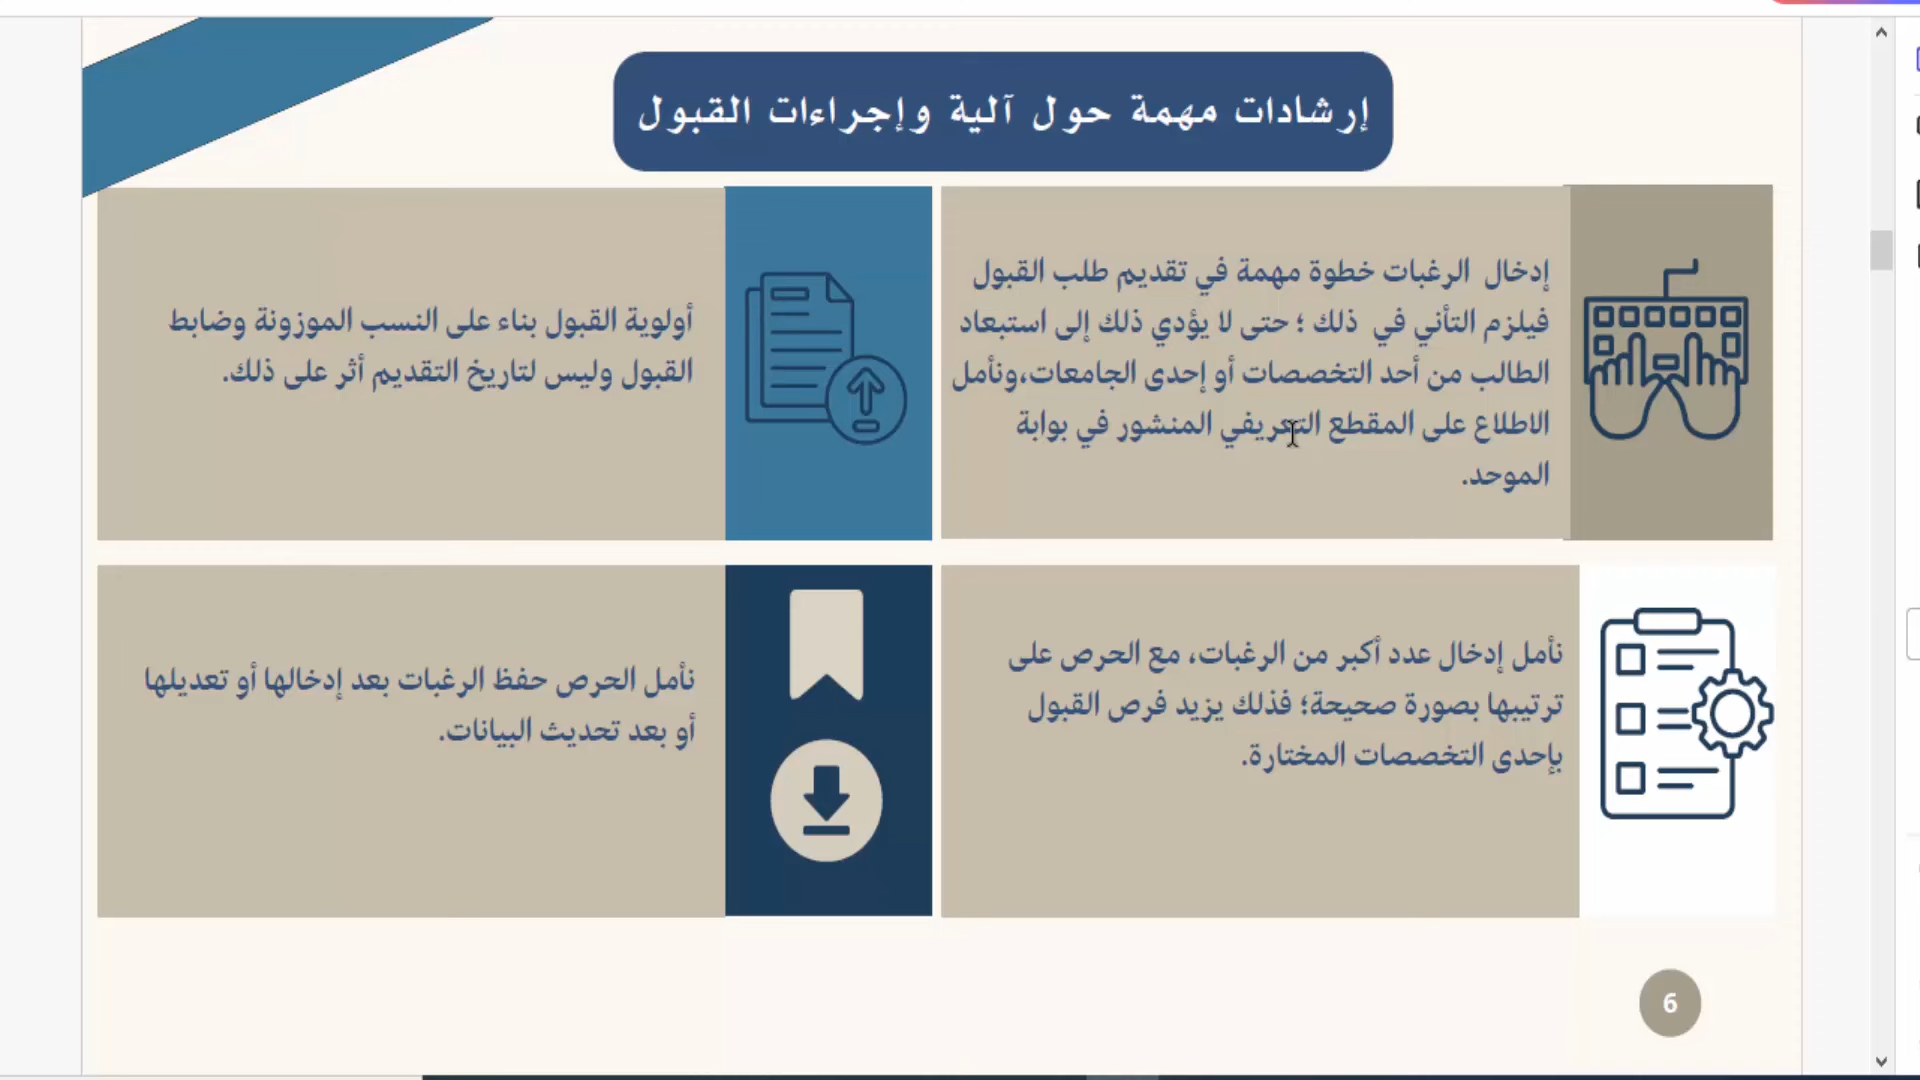 إرشادات مهمة حول آلية وإجراءات القبول
إدخال الرغبات خطوة مهمة في تقديم طلب القبول
فيلزم التأني في ذلك ؛ حتى لا يؤدي ذلك إلى استبعاد
الطالب من أحد التخصصات أو إحدى الجامعات،ونأمل
الاطلاع على المقطع التعريفي المنشور في بوابة
الموحد.
أولوية القبول بناء على النسب الموزونة وضابط
القبول وليس لتاريخ التقديم أثر على ذلك.
نأمل إدخال عدد أكبر من الرغبات، مع الحرص على
ترتيبها بصورة صحيحة؛ فذلك يزيد فرص القبول
بإحدى التخصصات المختارة.
نأمل الحرص حفظ الرغبات بعد إدخالها أو تعديلها
أو بعد تحديث البيانات.
6